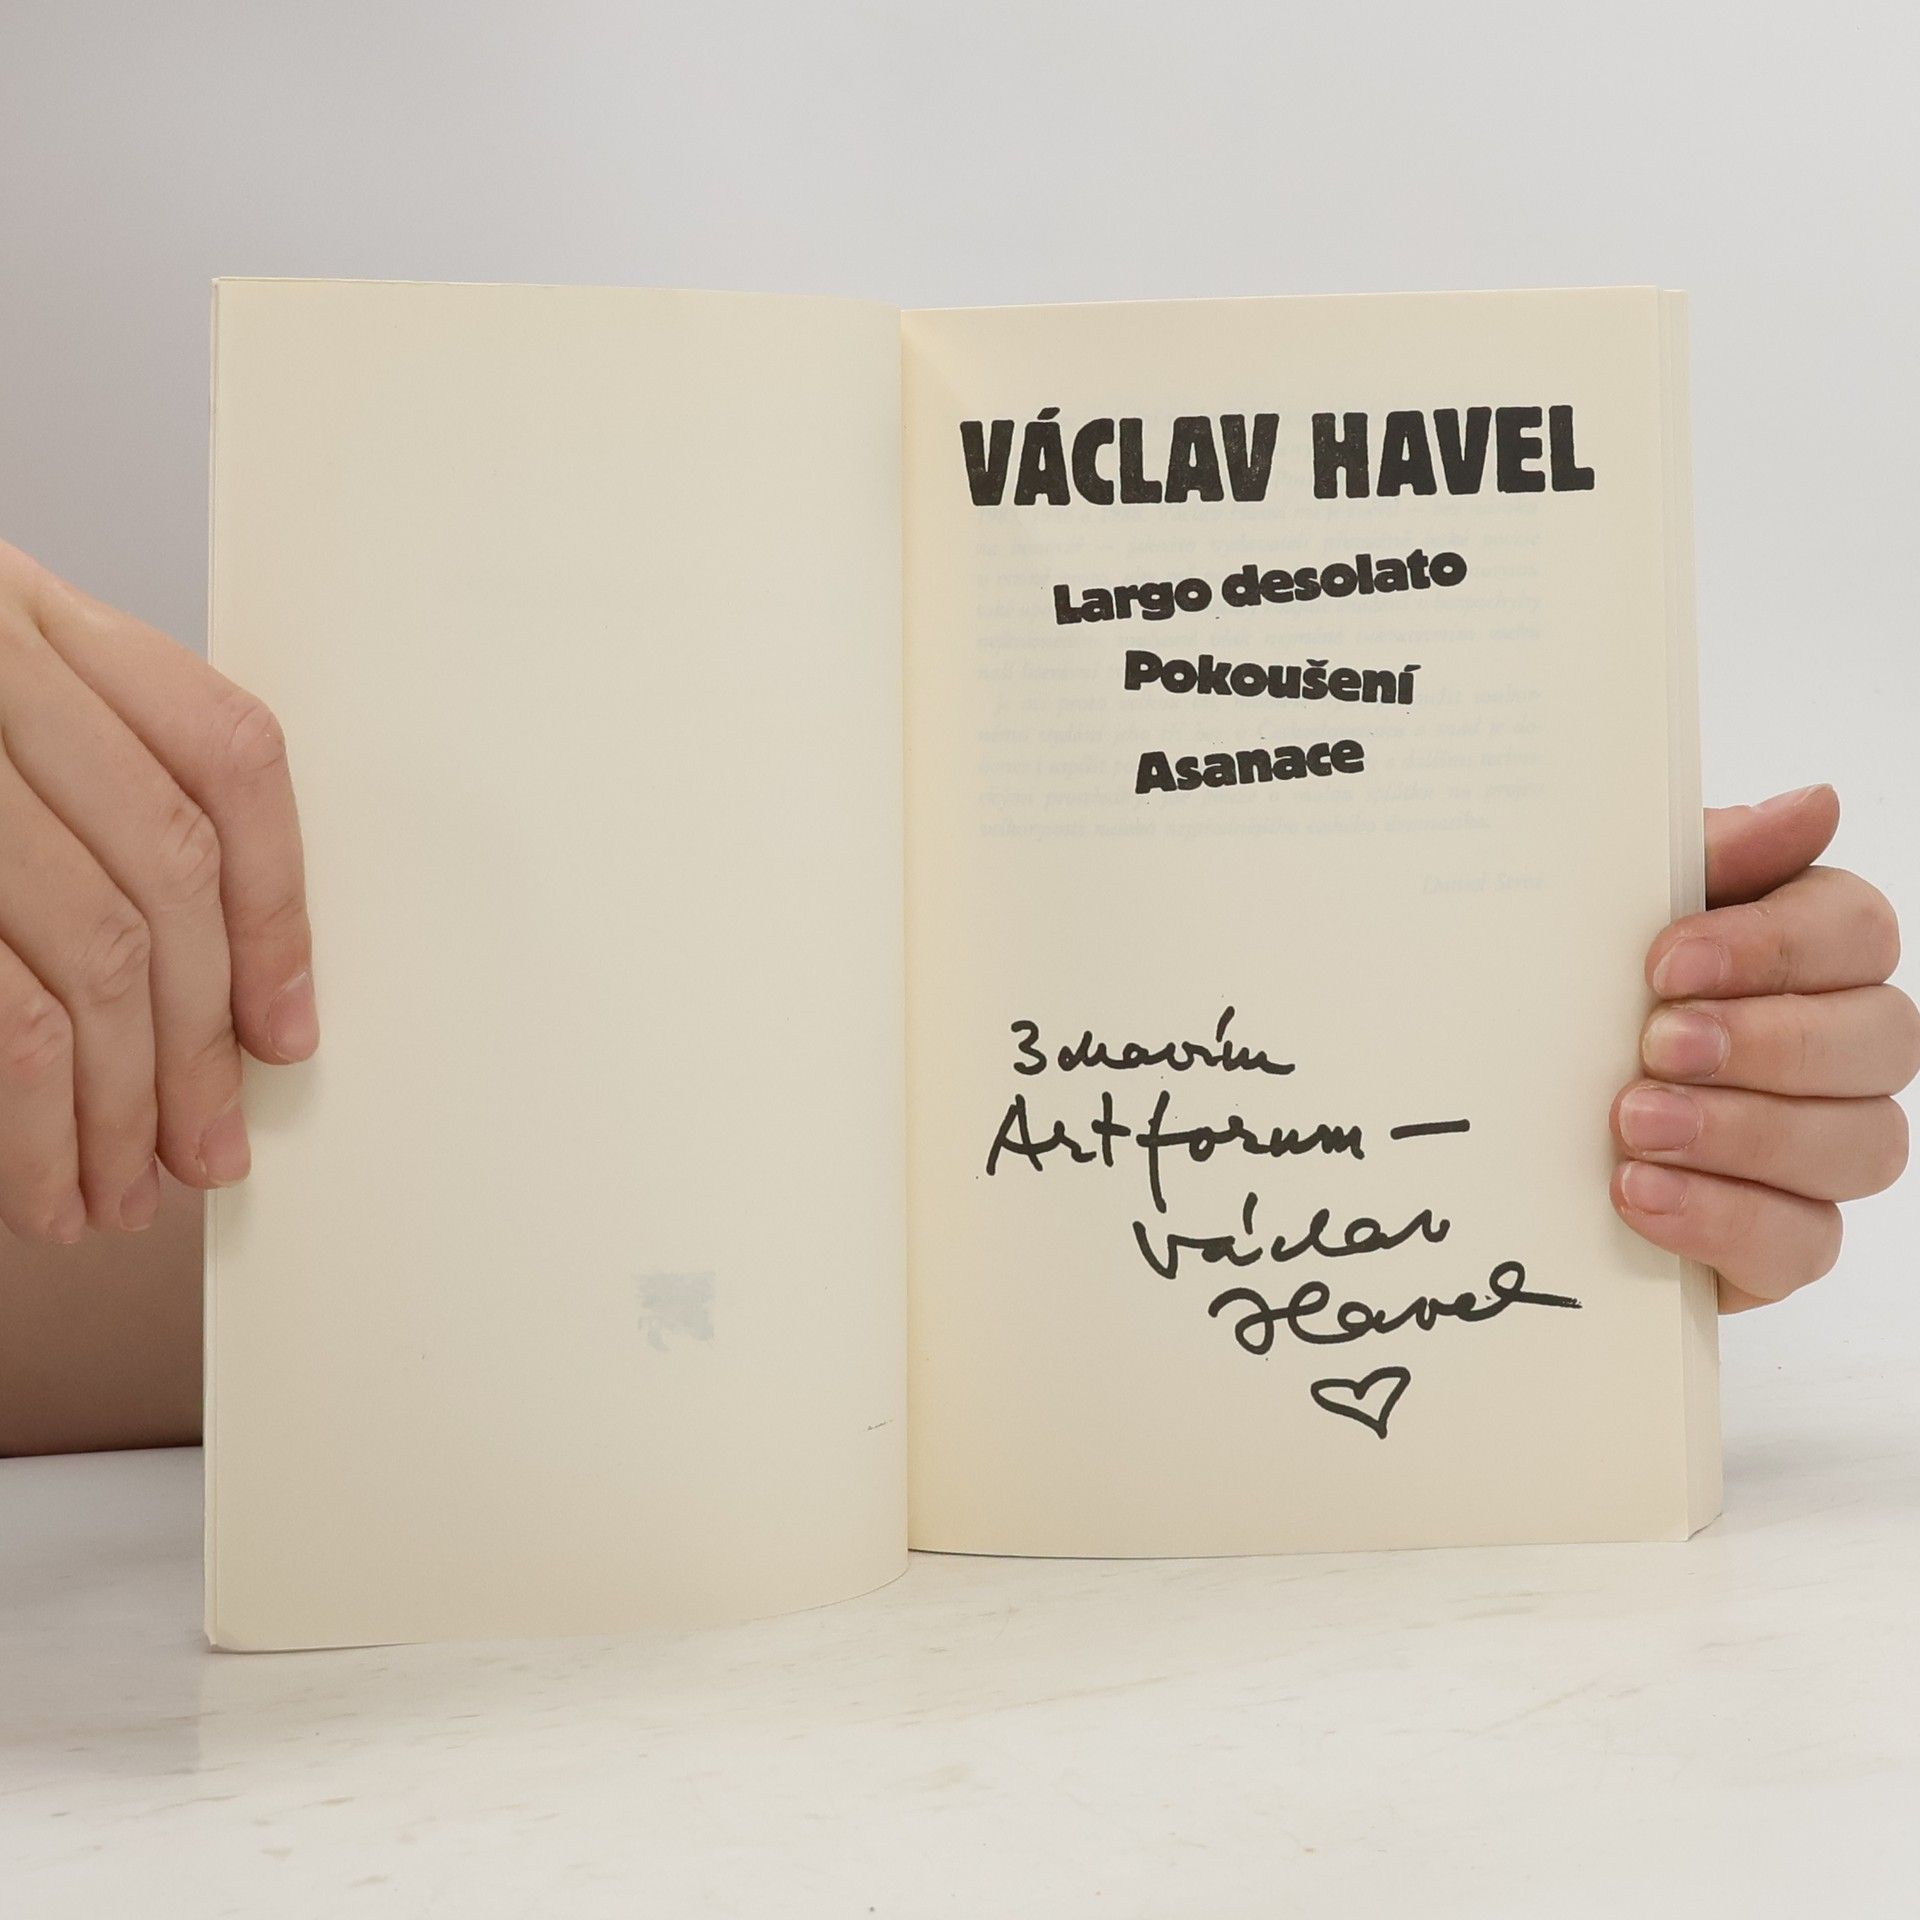 VÁCLAV HAVEL
Largo desolato
Pokoušení
Asanace
Zdravím
Artforum —
Václav
Havel